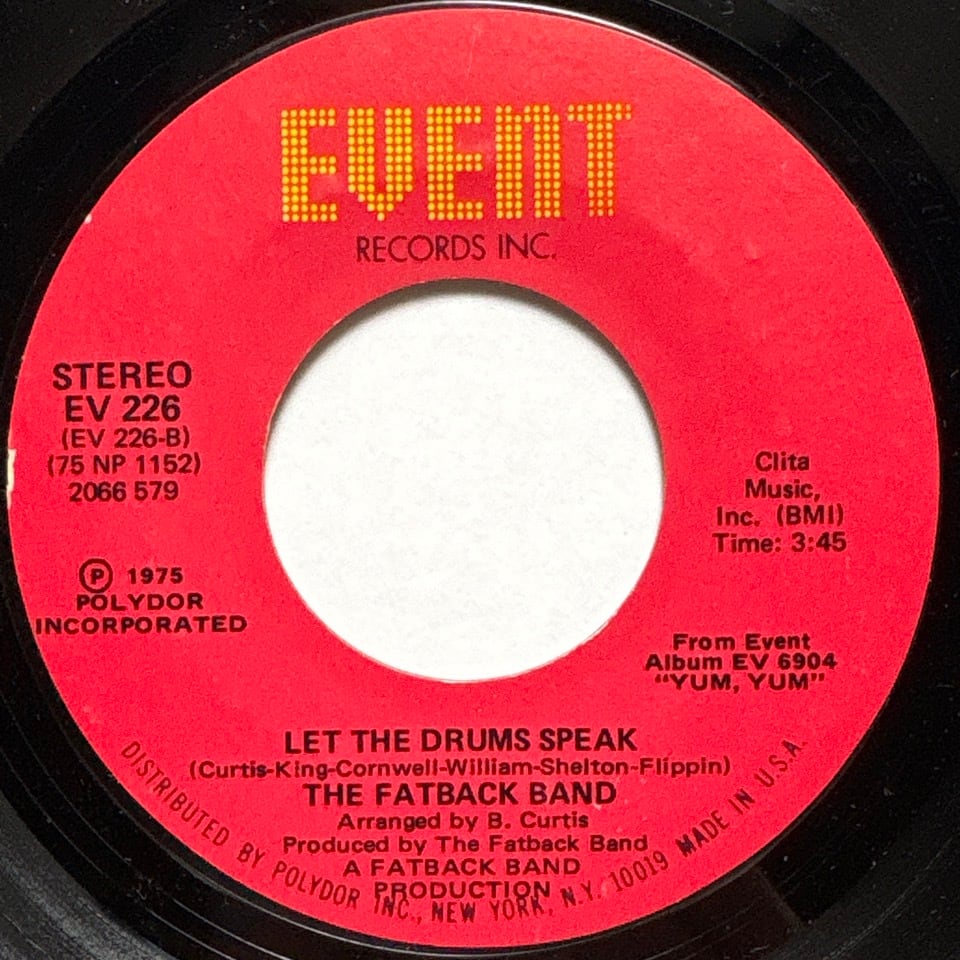 EVENT
RECORDS INC.
STEREO
EV 226
(EV 226-B)
(75 NP 1152)
2066 579
Ⓟ 1975
POLYDOR
INCORPORATED
Clita
Music,
Inc. (BMI)
Time: 3:45
From Event
Album EV 6904
"YUM, YUM"
LET THE DRUMS SPEAK
(Curtis-King-Cornwell-William-Shelton-Flippin)
THE FATBACK BAND
Arranged by B. Curtis
Produced by The Fatback Band
A FATBACK BAND
PRODUCTION
DISTRIBUTED BY POLYDOR INC., NEW YORK, N.Y. 10019 MADE IN U.S.A.